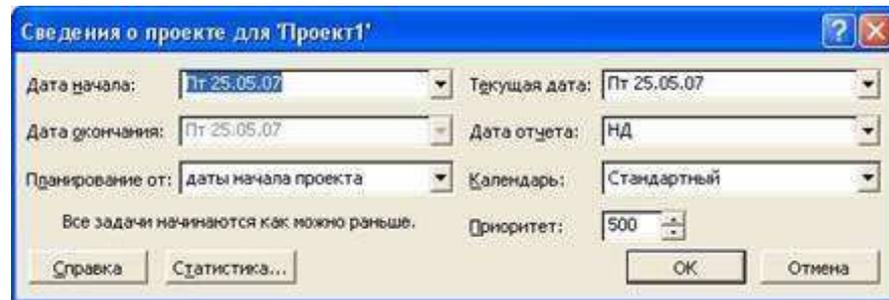 Сведения о проекте для 'Проект1'
Дата начала: Пт 25.05.07 Текущая дата: Пт 25.05.07
Дата окончания: Пт 25.05.07 Дата отчета: НД
Планирование от: даты начала проекта Календарь: Стандартный
Все задачи начинаются как можно раньше. Приоритет: 500
Справка Статистика... ОК Отмена